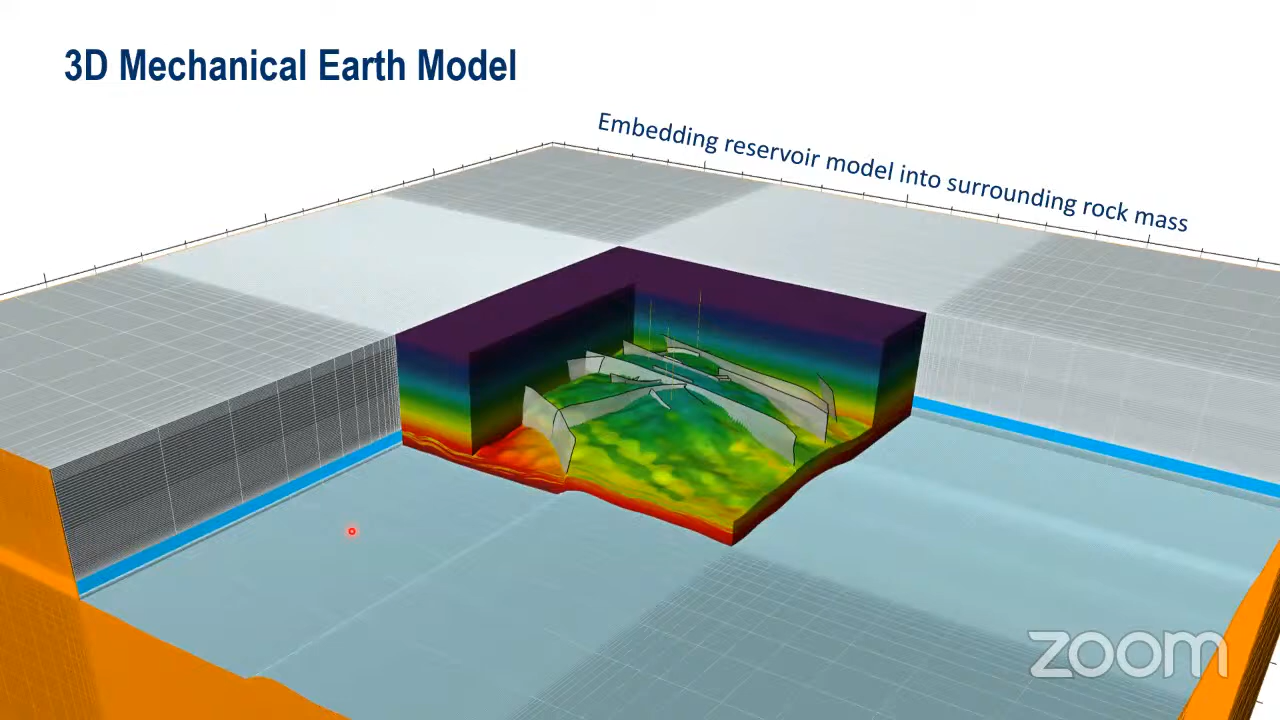 3D Mechanical Earth Model
Embedding reservoir model into surrounding rock mass
zoom